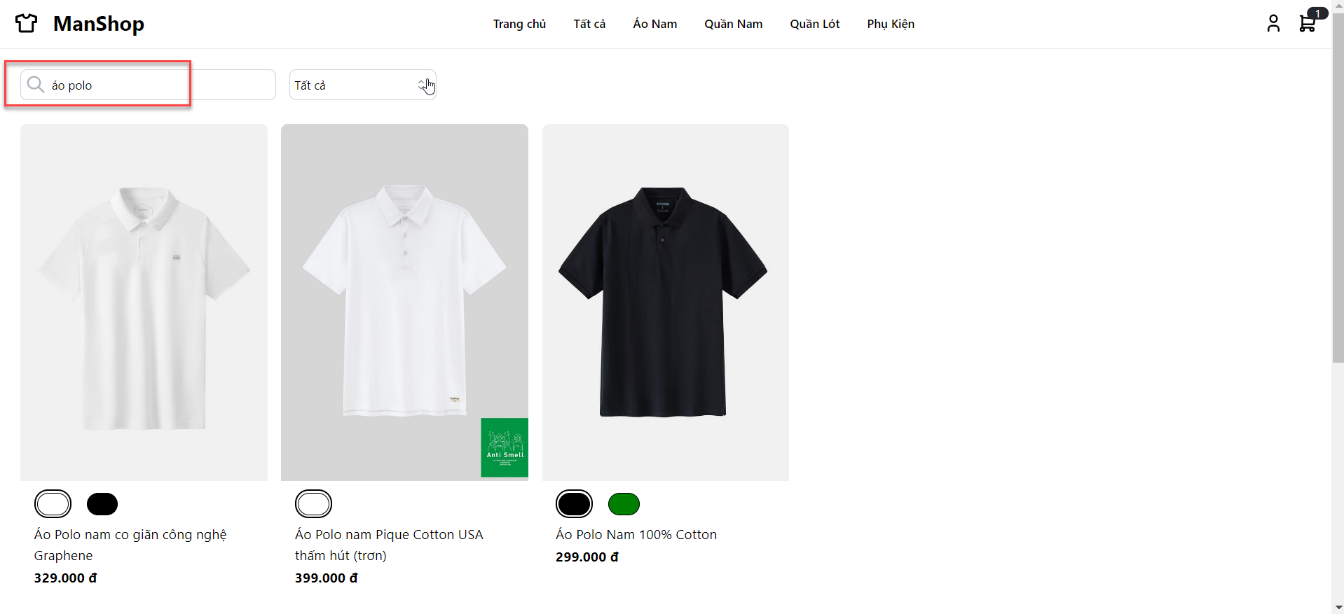 ManShop
Trang chủ
Tất cả
Áo Nam
Quần Nam
Quần Lót
Phụ Kiện
1
áo polo
Tất cả
Anti Smell
Áo Polo nam co giãn công nghệ
Graphene
329.000 đ
Áo Polo nam Pique Cotton USA
thấm hút (trơn)
399.000 đ
Áo Polo Nam 100% Cotton
299.000 đ